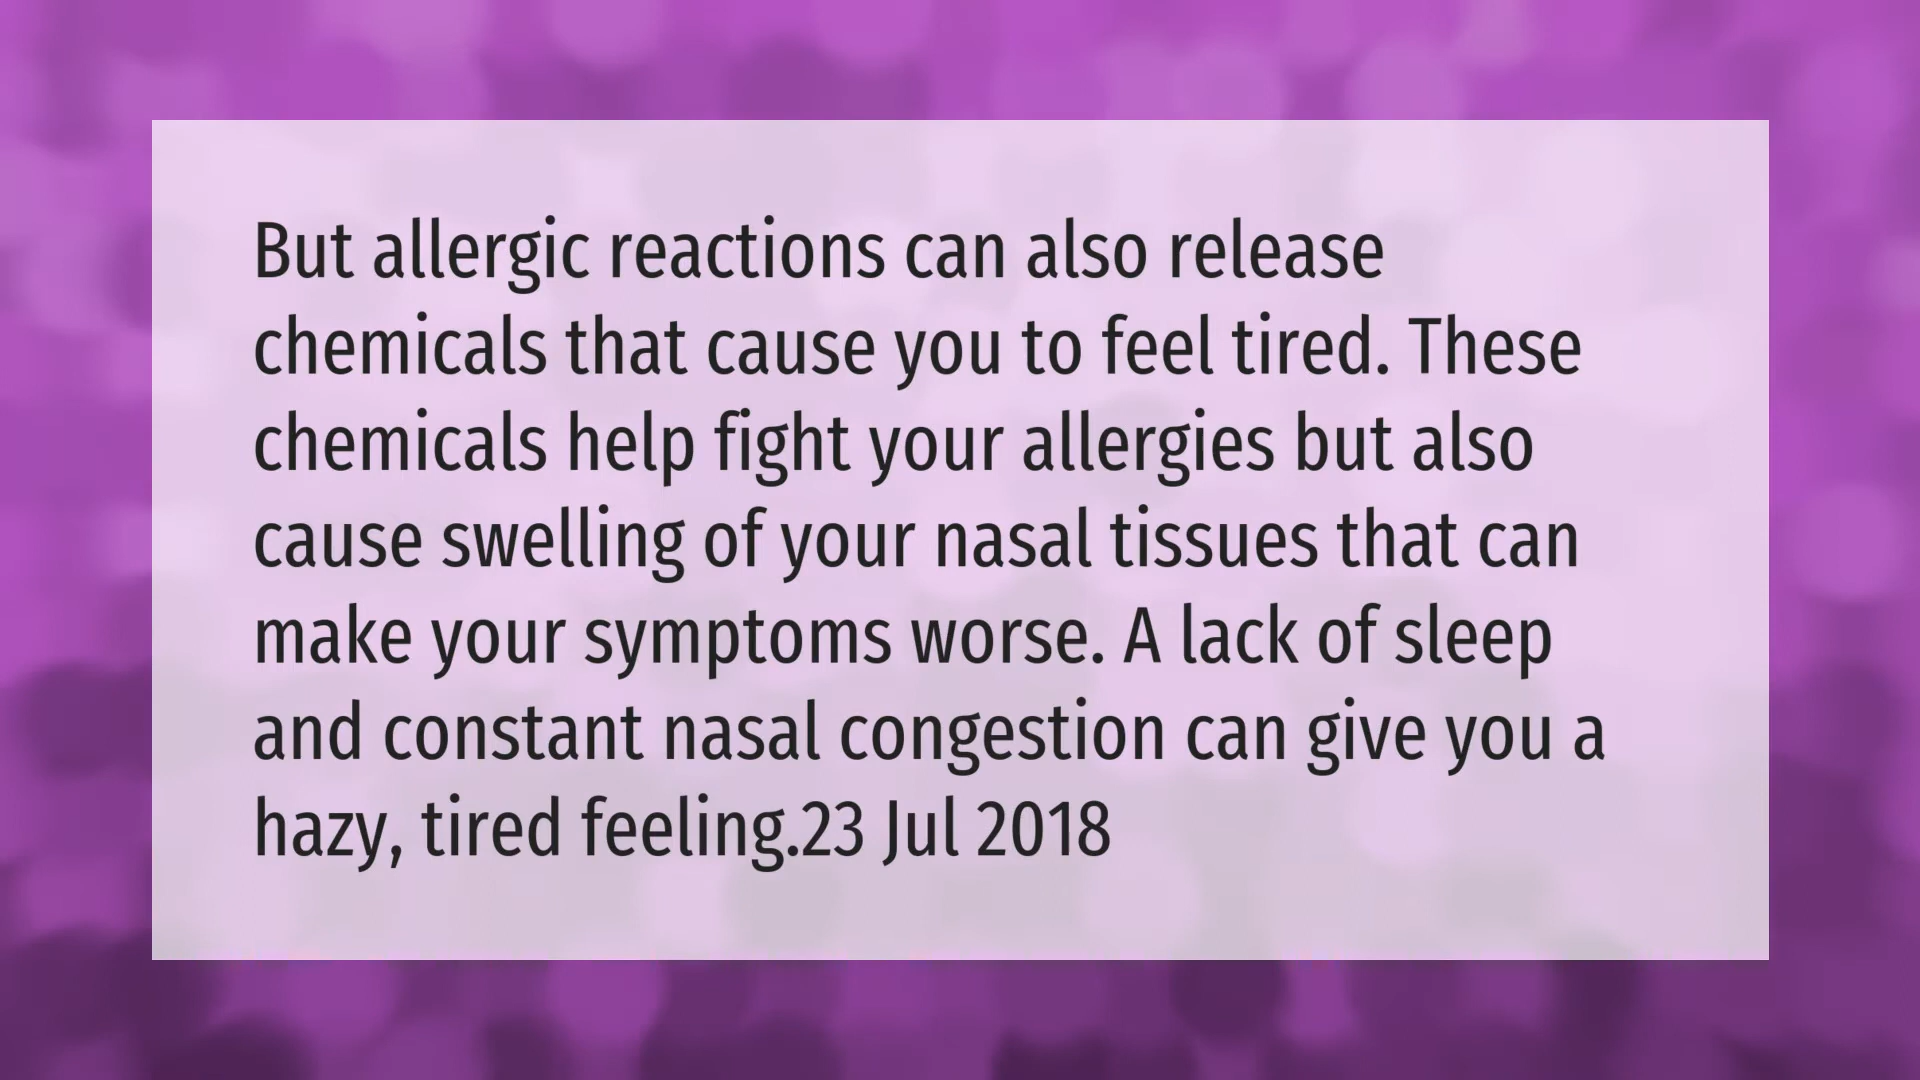 But allergic reactions can also release
chemicals that cause you to feel tired. These
chemicals help fight your allergies but also
cause swelling of your nasal tissues that can
make your symptoms worse. A lack of sleep
and constant nasal congestion can give you a
hazy, tired feeling.23 Jul 2018